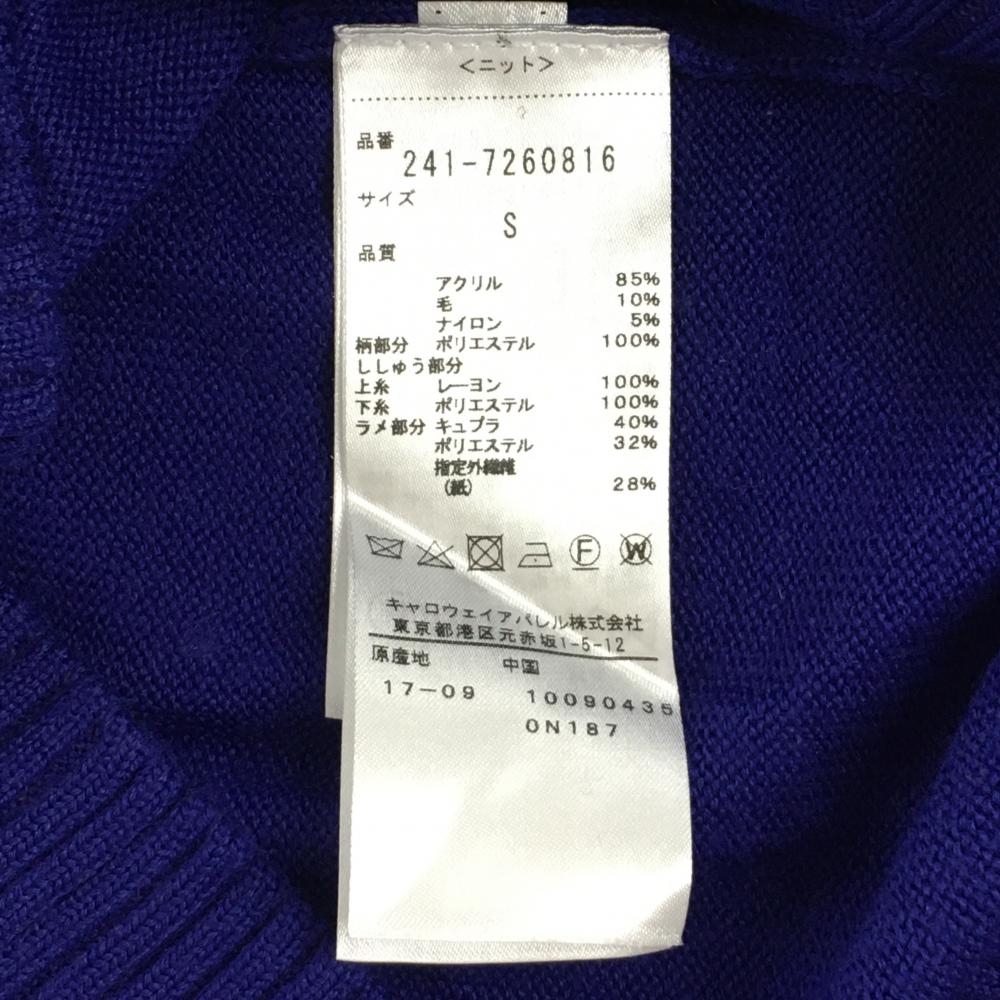 <ニット>
品番
241-7260816
サイズ
S
品質
アクリル 85%
毛 10%
ナイロン 5%
柄部分 ポリエステル 100%
ししゅう部分
上糸 レーヨン 100%
下糸 ポリエステル 100%
ラメ部分 キュプラ 40%
ポリエステル 32%
指定外繊維
(紙) 28%
F W
キャロウェイアパレル株式会社
東京都港区元赤坂1-5-12
原産地 中国
17-09 10090435
0N187